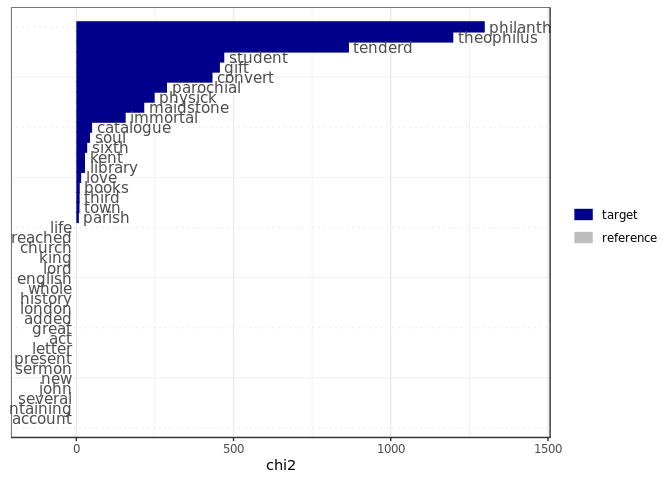 philanth
theophilus
tenderd
student
gift
convert
parochial
physick
maidstone
immortal
catalogue
soul
sixth
kent
library
love
books
third
town
parish
life
reached
church
king
lord
english
whole
history
london
added
great
act
letter
present
sermon
new
john
several
ntaining
account
target
reference
0 500 1000 1500
chi2